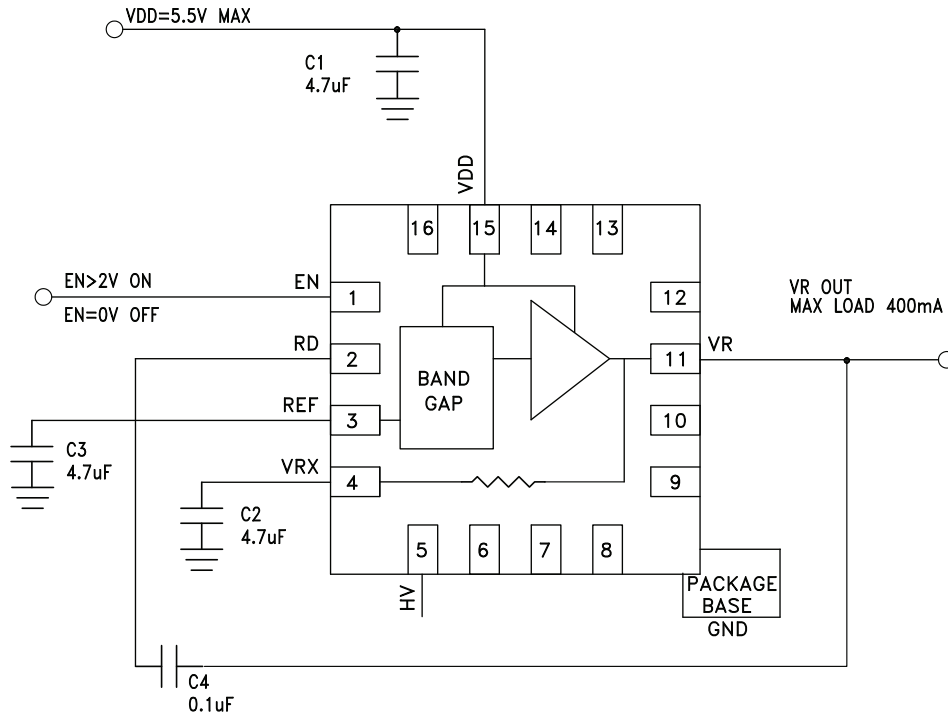 VDD=5.5V MAX
C1
4.7uF
VDD
16
15
14
13
EN>2V ON
EN=0V OFF
EN
1
12
VR OUT
MAX LOAD 400mA
RD
2
11
VR
BAND
GAP
REF
3
10
C3
4.7uF
VRX
4
9
C2
4.7uF
5
6
7
8
HV
PACKAGE
BASE
GND
C4
0.1uF